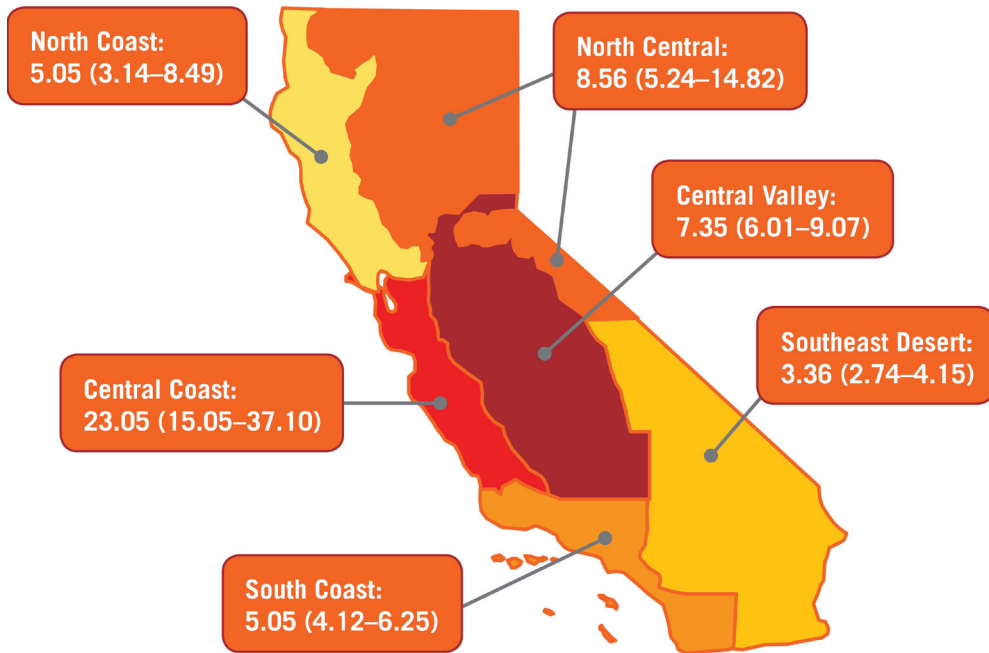 North Coast:
5.05 (3.14–8.49)
North Central:
8.56 (5.24–14.82)
Central Valley:
7.35 (6.01–9.07)
Southeast Desert:
3.36 (2.74–4.15)
Central Coast:
23.05 (15.05–37.10)
South Coast:
5.05 (4.12–6.25)